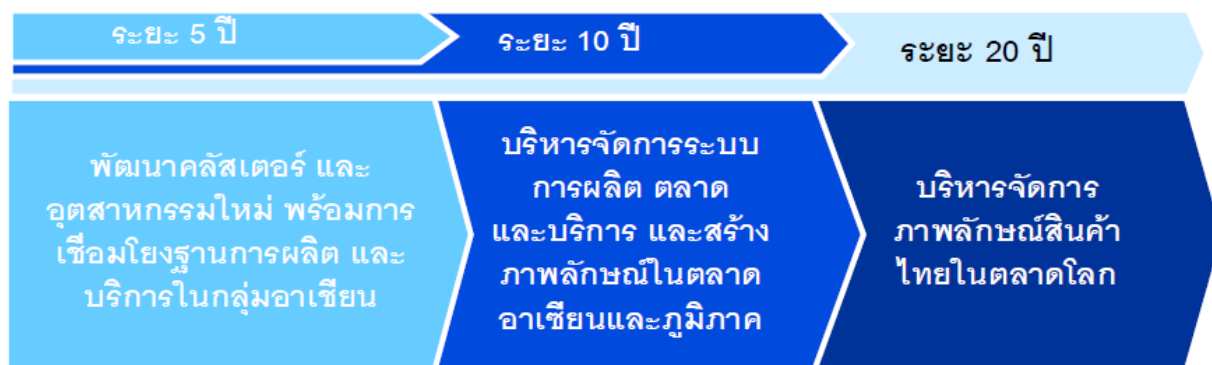 ระยะ 5 ปี
ระยะ 10 ปี
ระยะ 20 ปี
พัฒนาคลัสเตอร์ และ
อุตสาหกรรมใหม่ พร้อมการ
เชื่อมโยงฐานการผลิต และ
บริการในกลุ่มอาเซียน
บริหารจัดการระบบ
การผลิต ตลาด
และบริการ และสร้าง
ภาพลักษณ์ในตลาด
อาเซียนและภูมิภาค
บริหารจัดการ
ภาพลักษณ์สินค้า
ไทยในตลาดโลก